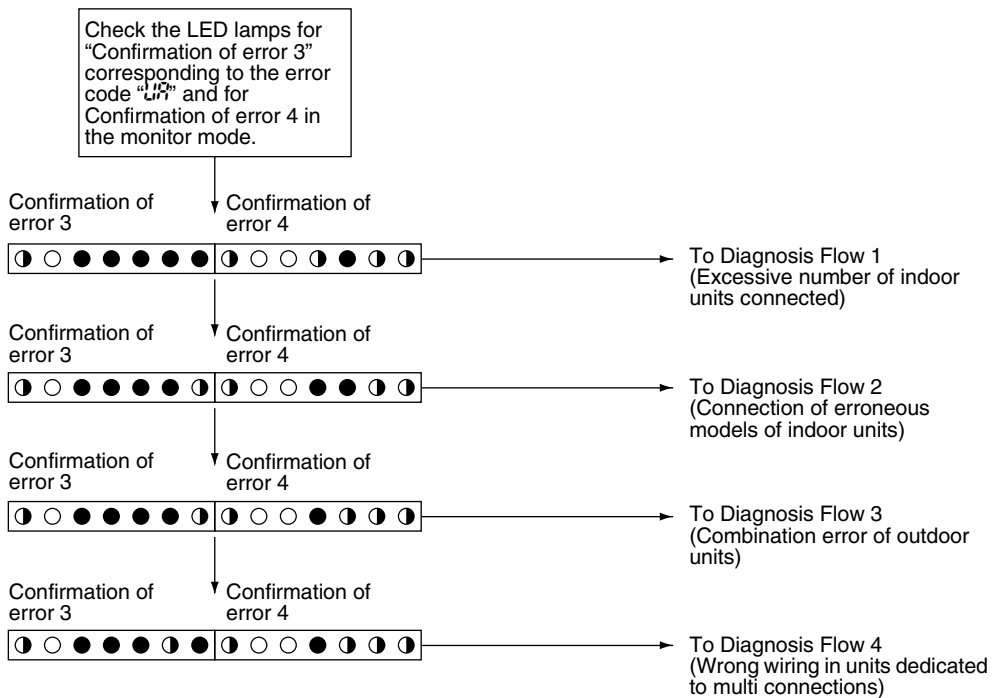 Check the LED lamps for
“Confirmation of error 3”
corresponding to the error
code “UA” and for
Confirmation of error 4 in
the monitor mode.
Confirmation of
error 3
Confirmation of
error 4
To Diagnosis Flow 1
(Excessive number of indoor
units connected)
Confirmation of
error 3
Confirmation of
error 4
To Diagnosis Flow 2
(Connection of erroneous
models of indoor units)
Confirmation of
error 3
Confirmation of
error 4
To Diagnosis Flow 3
(Combination error of outdoor
units)
Confirmation of
error 3
Confirmation of
error 4
To Diagnosis Flow 4
(Wrong wiring in units dedicated
to multi connections)